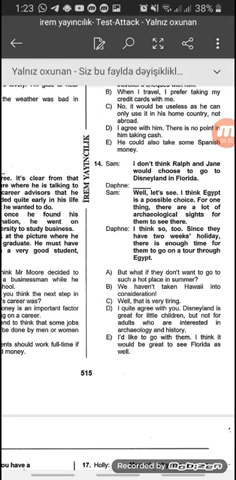 1:23
38%
irem yayıncılık- Test-Attack - Yalnız oxunan
Yalnız oxunan - Siz bu faylda dəyişiklikl...
the weather was bad in
ree. It's clear from that
re where he is talking to
career advisors that he
ded quite early in his life
he wanted to do.
once he found his
nation, he went on
ersity to study business.
k at the picture where he
graduate. He must have
a very good student,
hink Mr Moore decided to
a businessman while he
hool.
you think the next step in
's career was?
oney is an important factor
g on a career.
end to think that some jobs
be done by men or women
ents should work full-time if
d money.
İREM YAYINCILIK
B) When I travel, I prefer taking my
credit cards with me.
C) No, it would be useless as he can
only use it in his home country, not
abroad.
D) I agree with him. There is no point in
him taking cash.
E) He could also take some Spanish
money.
14. Sam: I don't think Ralph and Jane
would choose to go to
Disneyland in Florida.
Daphne:
Sam: Well, let's see. I think Egypt
is a possible choice. For one
thing, there are a lot of
archaeological sights for
them to see there.
Daphne: I think so, too. Since they
have two weeks' holiday,
there is enough time for
them to go on a tour through
Egypt.
A) But what if they don't want to go to
such a hot place in summer?
B) We haven't taken Hawaii into
consideration!
C) Well, that is very tiring.
D) I quite agree with you. Disneyland is
great for little children, but not for
adults who are interested in
archaeology and history.
E) I'd like to go with them. I think it
would be great to see Florida as
well.
515
ou have a
17. Holly:
Recorded by
MOBIZEN